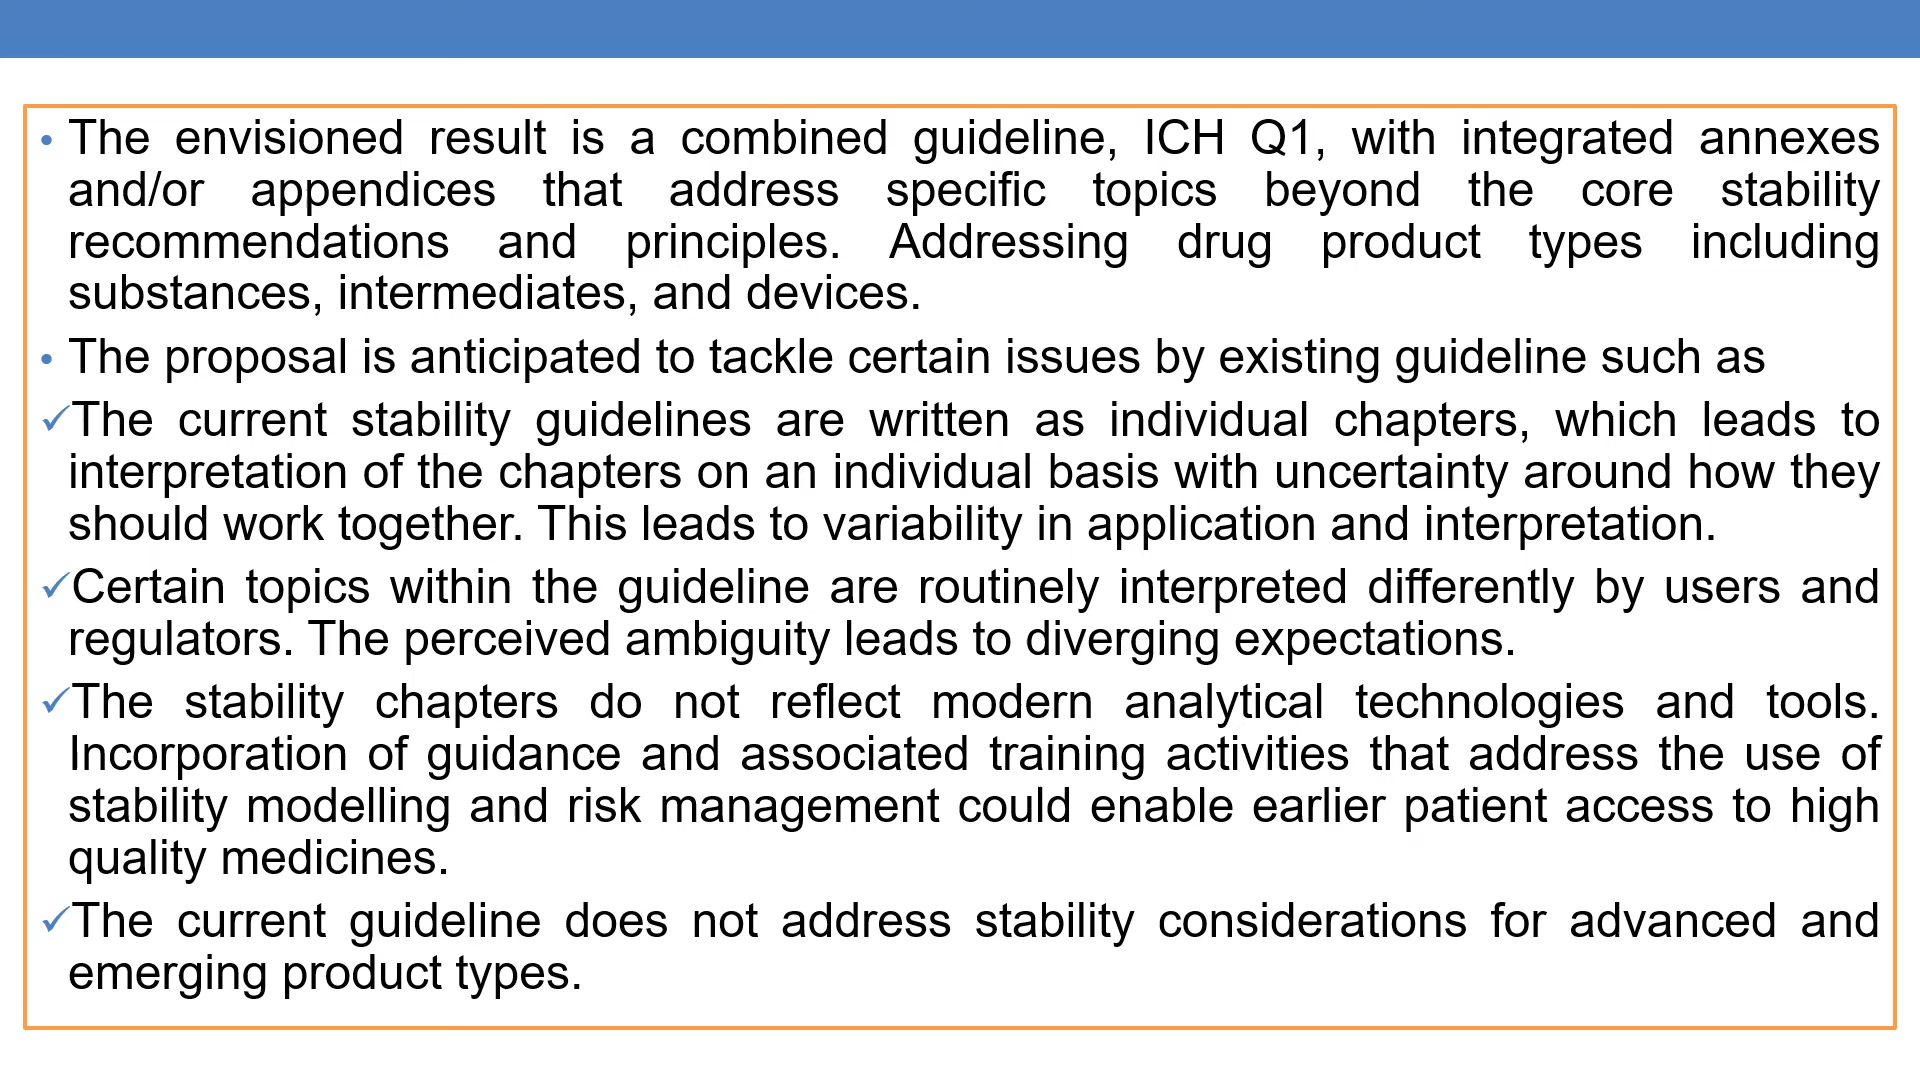 • The envisioned result is a combined guideline, ICH Q1, with integrated annexes
and/or appendices that address specific topics beyond the core stability
recommendations and principles. Addressing drug product types including
substances, intermediates, and devices.
• The proposal is anticipated to tackle certain issues by existing guideline such as
✓The current stability guidelines are written as individual chapters, which leads to
interpretation of the chapters on an individual basis with uncertainty around how they
should work together. This leads to variability in application and interpretation.
✓Certain topics within the guideline are routinely interpreted differently by users and
regulators. The perceived ambiguity leads to diverging expectations.
✓The stability chapters do not reflect modern analytical technologies and tools.
Incorporation of guidance and associated training activities that address the use of
stability modelling and risk management could enable earlier patient access to high
quality medicines.
✓The current guideline does not address stability considerations for advanced and
emerging product types.